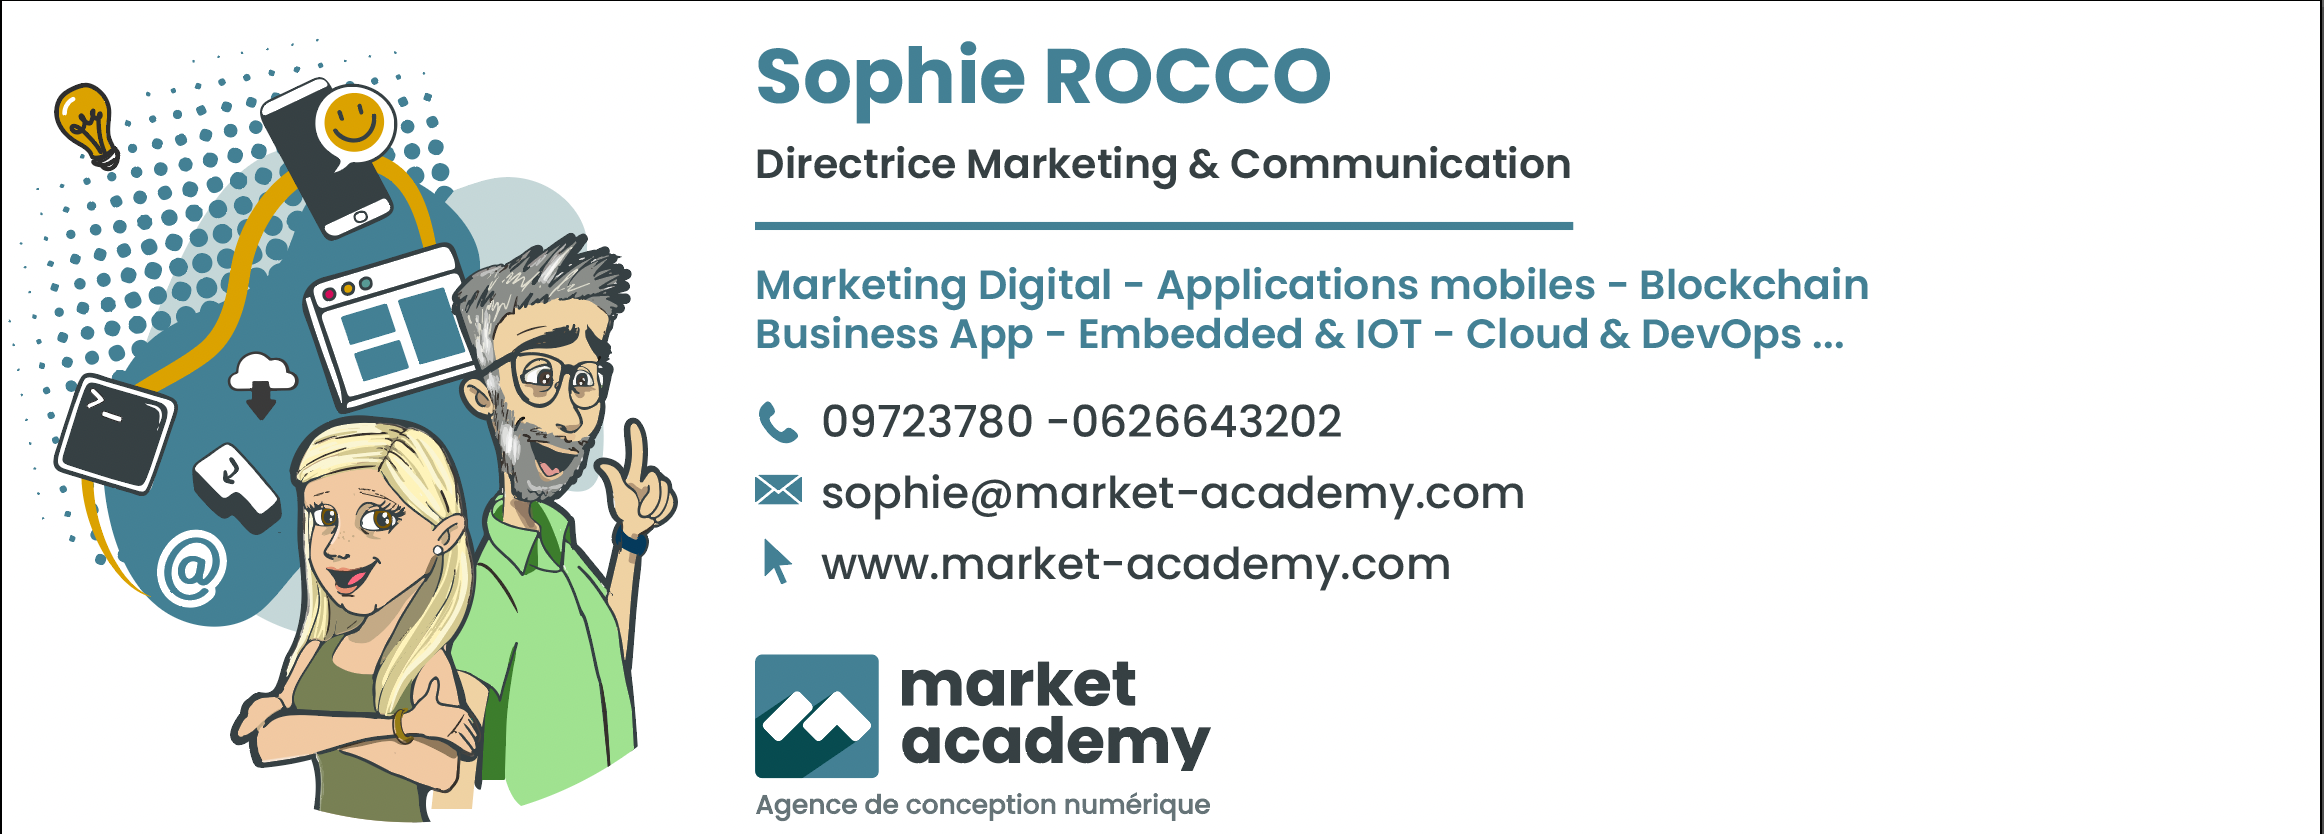 Sophie ROCCO
Directrice Marketing & Communication
Marketing Digital - Applications mobiles - Blockchain
Business App - Embedded & IOT - Cloud & DevOps ...
09723780 -0626643202
sophie@market-academy.com
www.market-academy.com
>_
@
market
academy
Agence de conception numérique